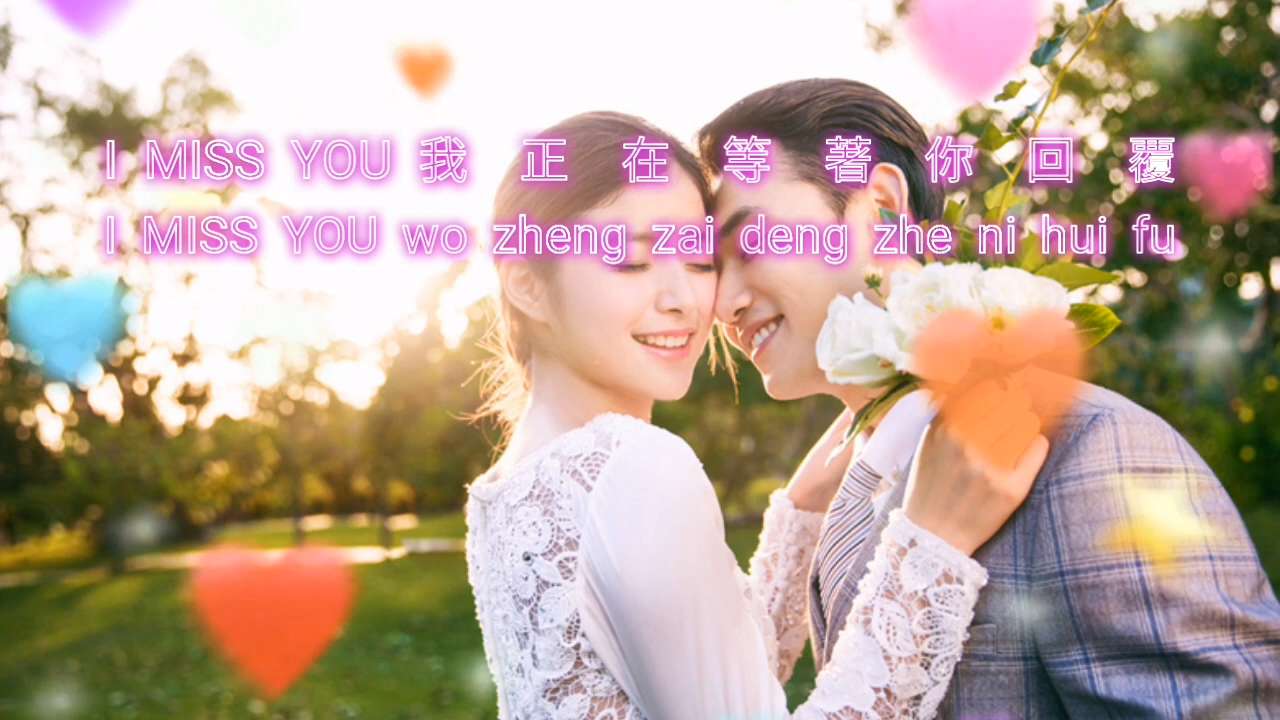 I MISS YOU 我 正 在 等 著 你 回 覆
I MISS YOU wo zheng zai deng zhe ni hui fu